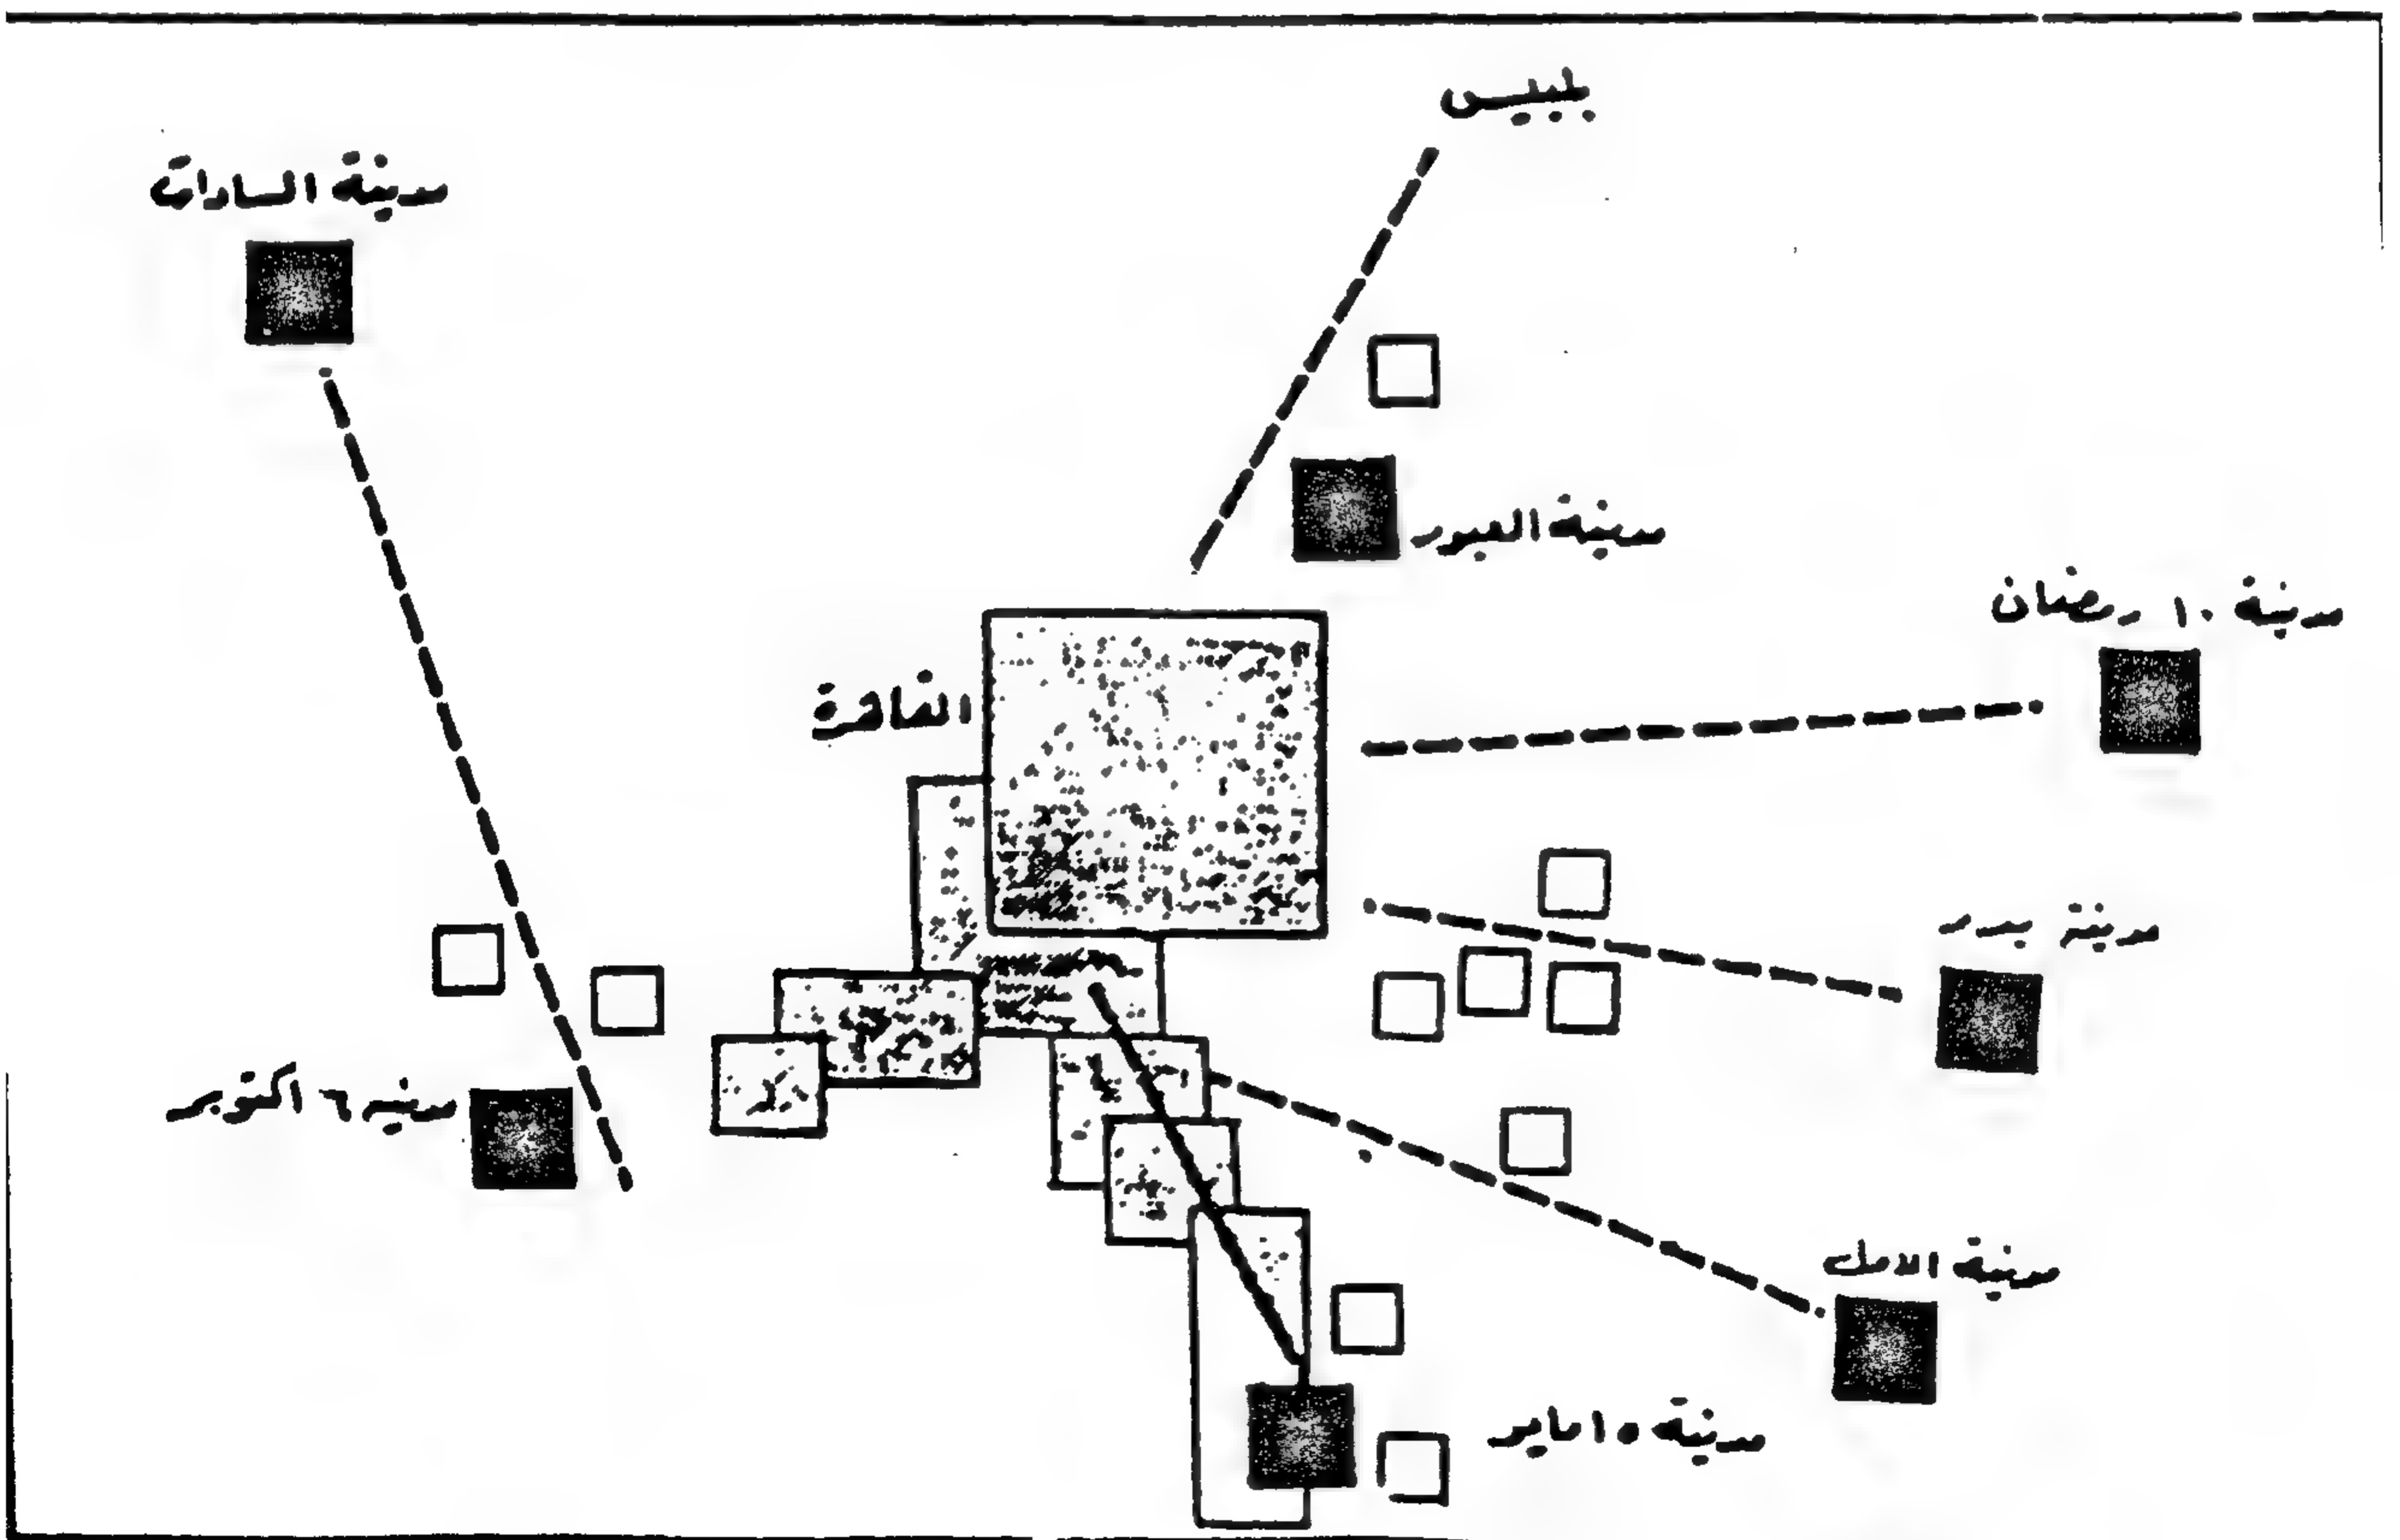 بلبيس
مدينة السادات
مدينة العبور
مدينة ١٠ رمضان
القاهرة
مدينة بدر
مدينة ٦ اكتوبر
مدينة الامل
مدينة ١٥ مايو